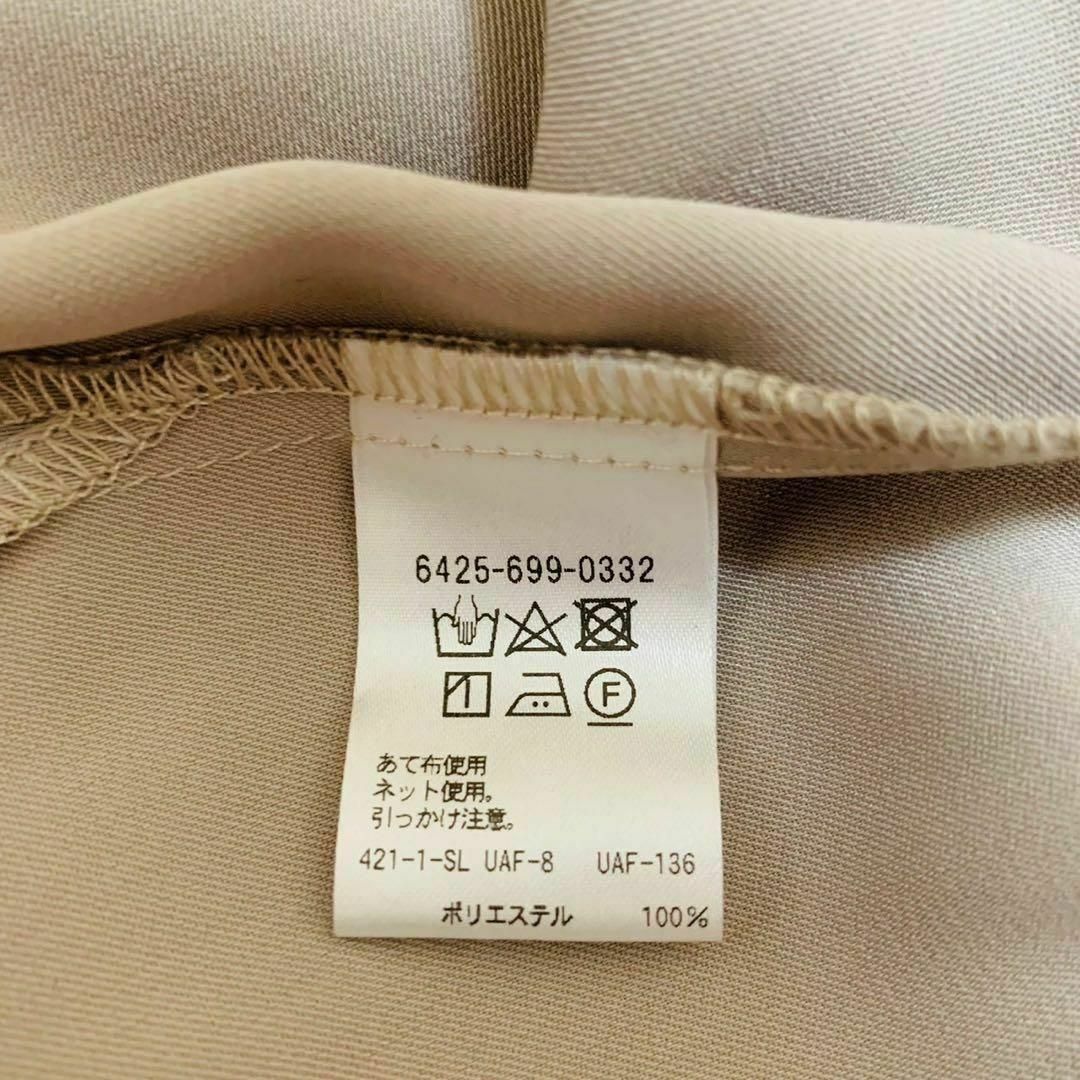 6425-699-0332
F
あて布使用
ネット使用。
引っかけ注意。
421-1-SL UAF-8 UAF-136
ポリエステル 100%